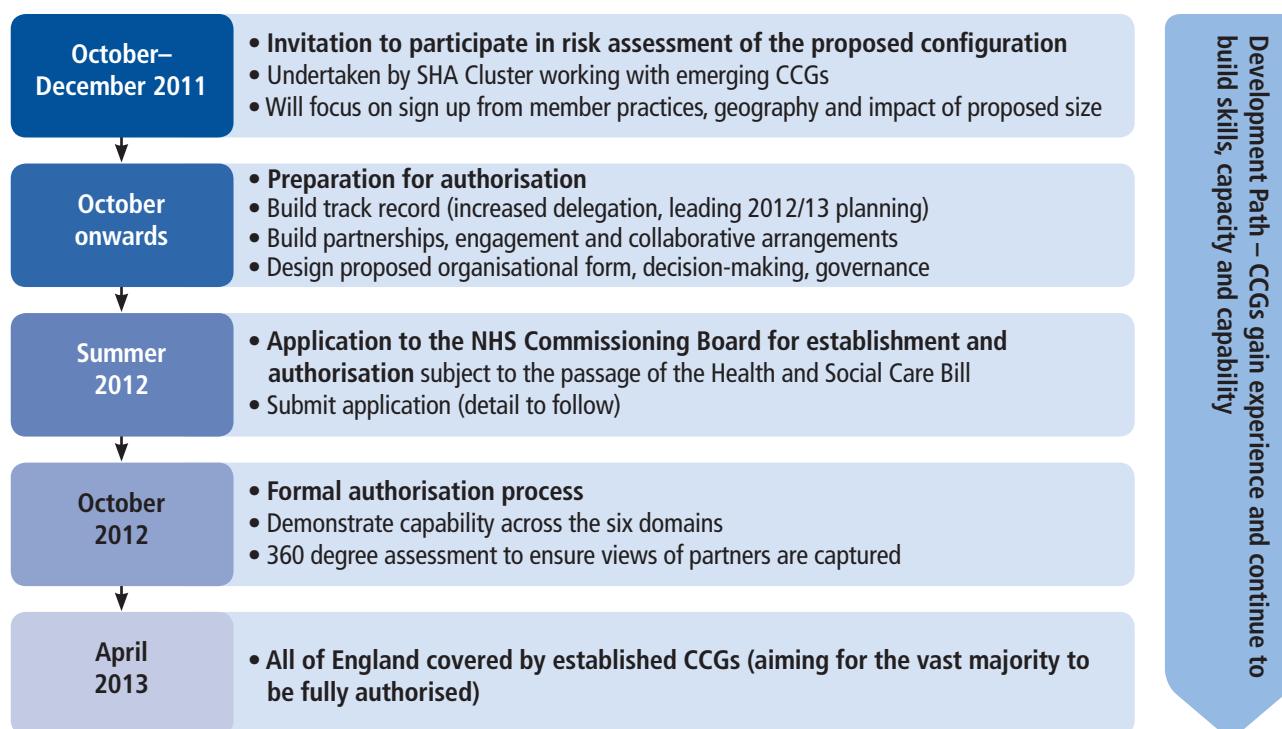 October–
December 2011
• Invitation to participate in risk assessment of the proposed configuration
• Undertaken by SHA Cluster working with emerging CCGs
• Will focus on sign up from member practices, geography and impact of proposed size
October
onwards
• Preparation for authorisation
• Build track record (increased delegation, leading 2012/13 planning)
• Build partnerships, engagement and collaborative arrangements
• Design proposed organisational form, decision-making, governance
Summer
2012
• Application to the NHS Commissioning Board for establishment and
authorisation subject to the passage of the Health and Social Care Bill
• Submit application (detail to follow)
October
2012
• Formal authorisation process
• Demonstrate capability across the six domains
• 360 degree assessment to ensure views of partners are captured
April
2013
• All of England covered by established CCGs (aiming for the vast majority to
be fully authorised)
Development Path – CCGs gain experience and continue to
build skills, capacity and capability